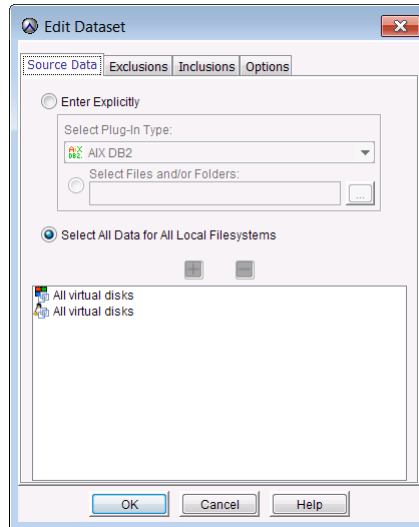 Edit Dataset
Source Data Exclusions Inclusions Options
Enter Explicitly
Select Plug-In Type:
AIX DB2 AIX DB2
Select Files and/or Folders:
...
Select All Data for All Local Filesystems
All virtual disks
All virtual disks
OK Cancel Help